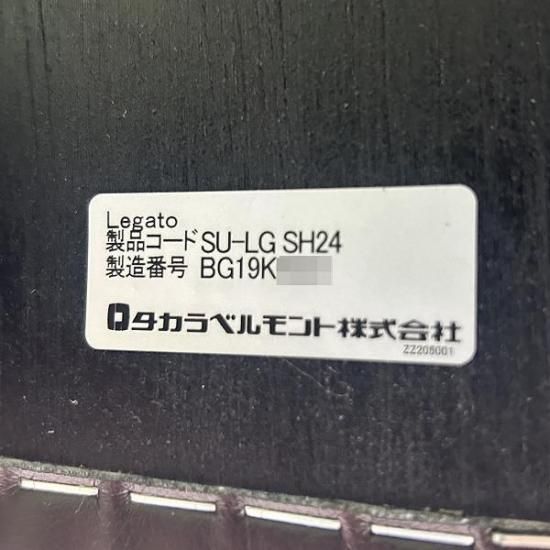 Legato
製品コード SU-LG SH24
製造番号 BG19K
タカラベルモント株式会社
ZZ205001